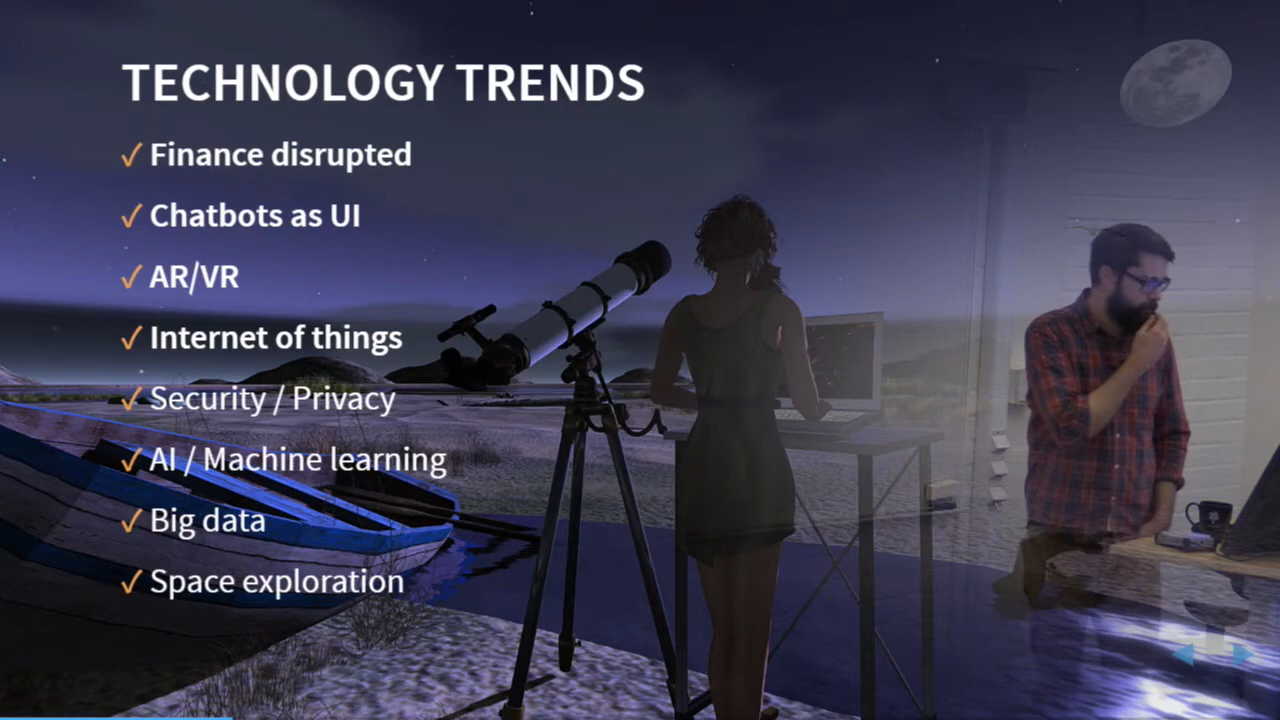 TECHNOLOGY TRENDS
✓ Finance disrupted
✓ Chatbots as UI
✓ AR/VR
✓ Internet of things
✓ Security / Privacy
✓ AI / Machine learning
✓ Big data
✓ Space exploration